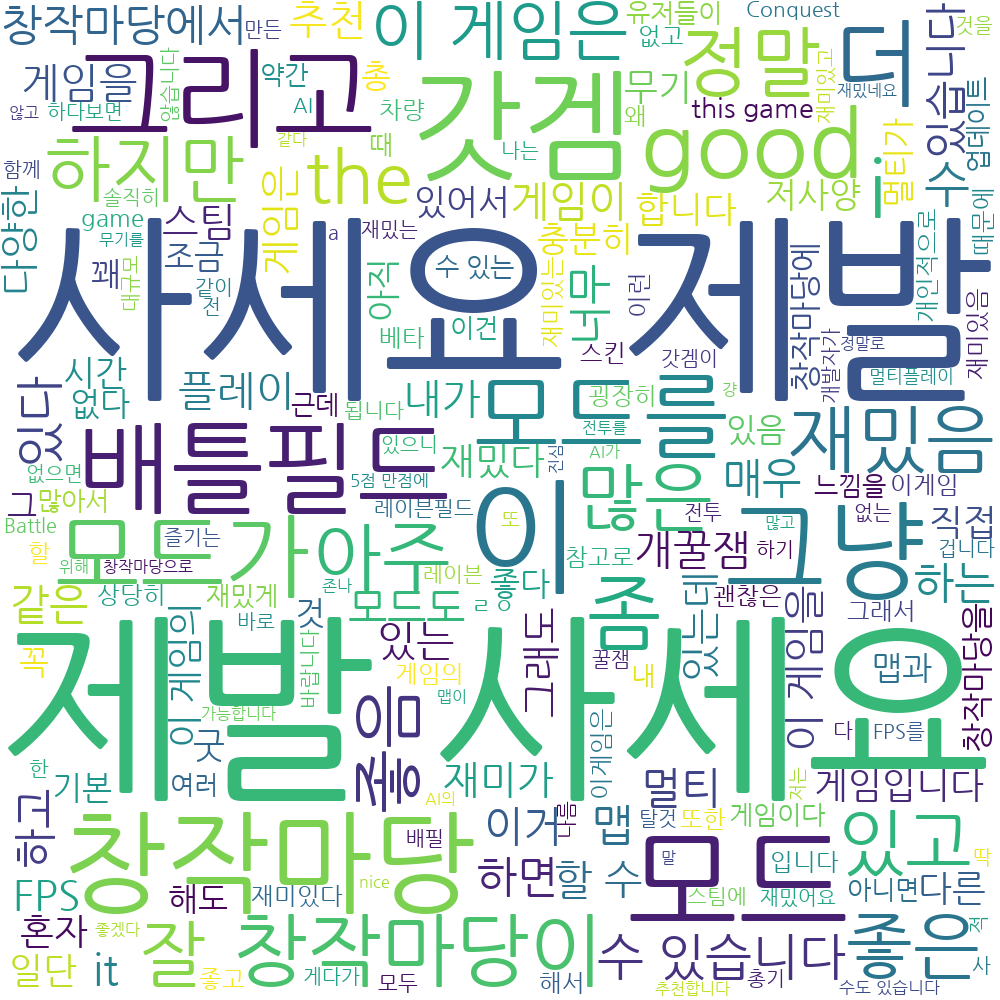 창작마당에서
만든
추천
이 게임은
유저들이
없고
Conquest
정말
더
것을
게임을
약간
그리고
갓겜
총
AI
차량
무기
왜
this game
재미있고
재밌네요
있습니다
않고
하다보면
않습니다
하지만
같다
때
나는
good
i
멀티가
수
업데이트
함께
솔직히
the
있어서
게임이
합니다
저사양
다양한
game
무기를
스팀
게임은
a
재밌는
충분히
때문에
꽤
조금
대규모
같이
전
아직
수 있는
재미있는
너무
이런
창작마당에
개인적으로
사세요 제발
베타
이건
스킨
갓겜이
개발자가
정말로
재미있음
시간
없다
있다
플레이
근데
됩니다
내가
모드를
굉장히
걍
멀티플레이
배틀필드
있으니
전투를
있음
재밌음
없으면
재밌다
AI가
진심
5점 만점에
많은
매우
느낌을
이게임
그
많아서
레이븐필드
이
또
그냥
Battle
즐기는
전투
많고
없는
직접
할
모드가
아주
참고로
개꿀잼
하기
겁니다
위해
창작마당으로
존나
레이븐
좋다
좀
괜찮은
하는
같은
상당히
재밌게
모드도
ㄹㅇ
있는데
그래서
바로
것
꼭
이 게임의
바랍니다
있는
그래도
꿀잼
이 게임을
맵과
창작마당을
제발 사세요
게임의
내
가능합니다
맵이
굿
좋음
이게임은
다
FPS를
한
기본
여러
재미가
멀티
저는
게임입니다
하고
창작마당
AI의
이거
나름
맵
탈것
또한
게임이다
배필
모드
있고
FPS
하면
할 수
말
입니다
딱
해도
재미있다
nice
스팀에
재밌어요
아니면
다른
혼자
좋겠다
잘
창작마당이
수 있습니다
좋은
적
일단
it
좋고
게다가
모두
해서
추천합니다
총기
수도 있습니다
사